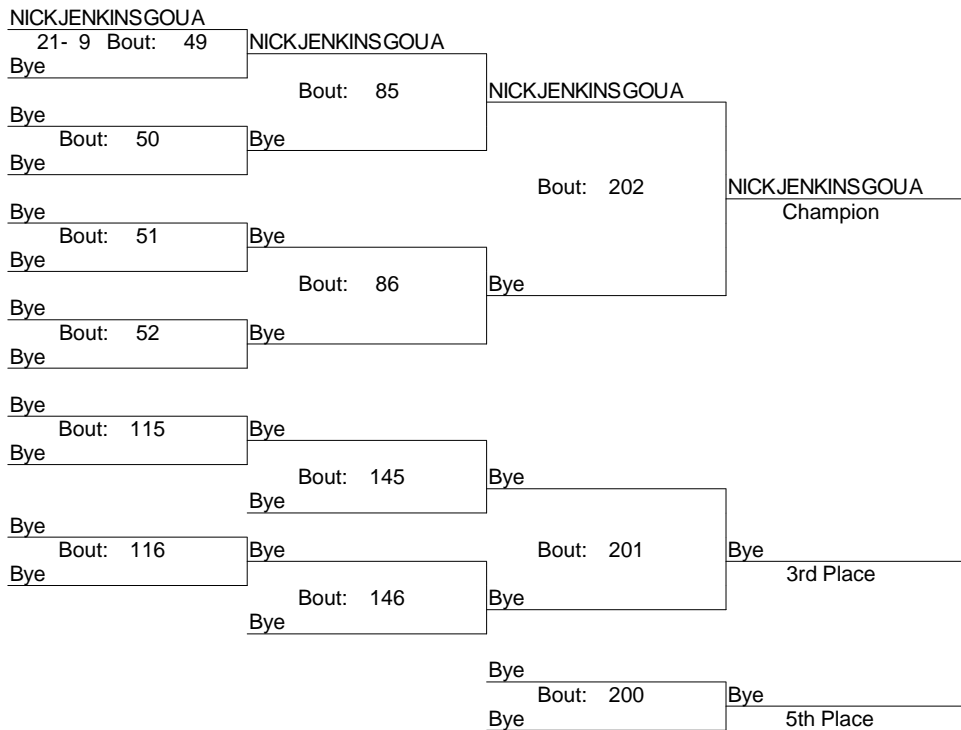 NICKJENKINSGOUA
21- 9 Bout: 49
NICKJENKINSGOUA
Bye
Bout: 85
NICKJENKINSGOUA
Bye
Bout: 50
Bye
Bye
Bout: 202
NICKJENKINSGOUA
Champion
Bye
Bout: 51
Bye
Bye
Bout: 86
Bye
Bye
Bout: 52
Bye
Bye
Bye
Bout: 115
Bye
Bye
Bout: 145
Bye
Bye
Bye
Bout: 116
Bye
Bout: 201
Bye
Bye
3rd Place
Bout: 146
Bye
Bye
Bye
Bout: 200
Bye
Bye
5th Place